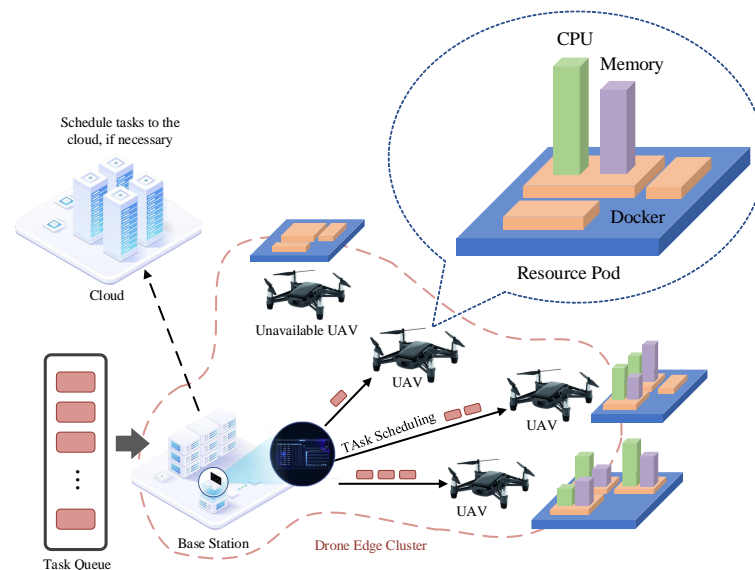 CPU
Memory
Schedule tasks to the
cloud, if necessary
Docker
Resource Pod
Cloud
Unavailable UAV
UAV
TAsk Scheduling
UAV
UAV
Base Station
Drone Edge Cluster
Task Queue